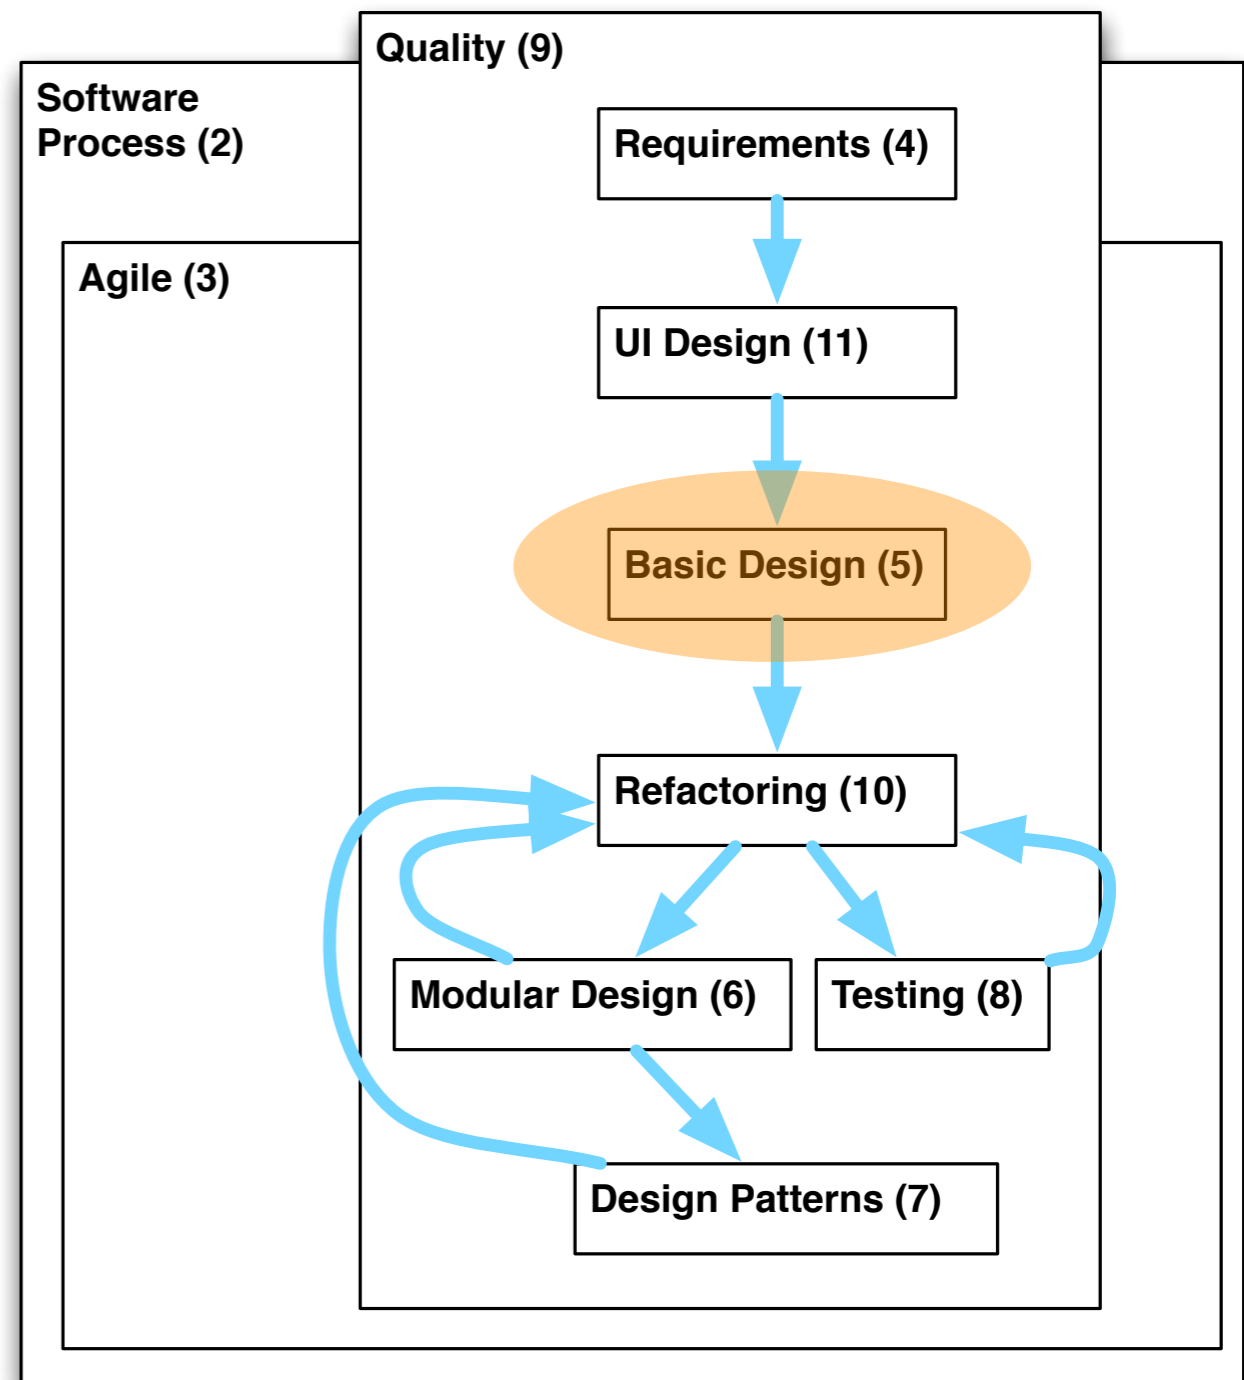 Quality (9)
Software
Process (2)
Requirements (4)
Agile (3)
UI Design (11)
Basic Design (5)
Refactoring (10)
Modular Design (6)
Testing (8)
Design Patterns (7)